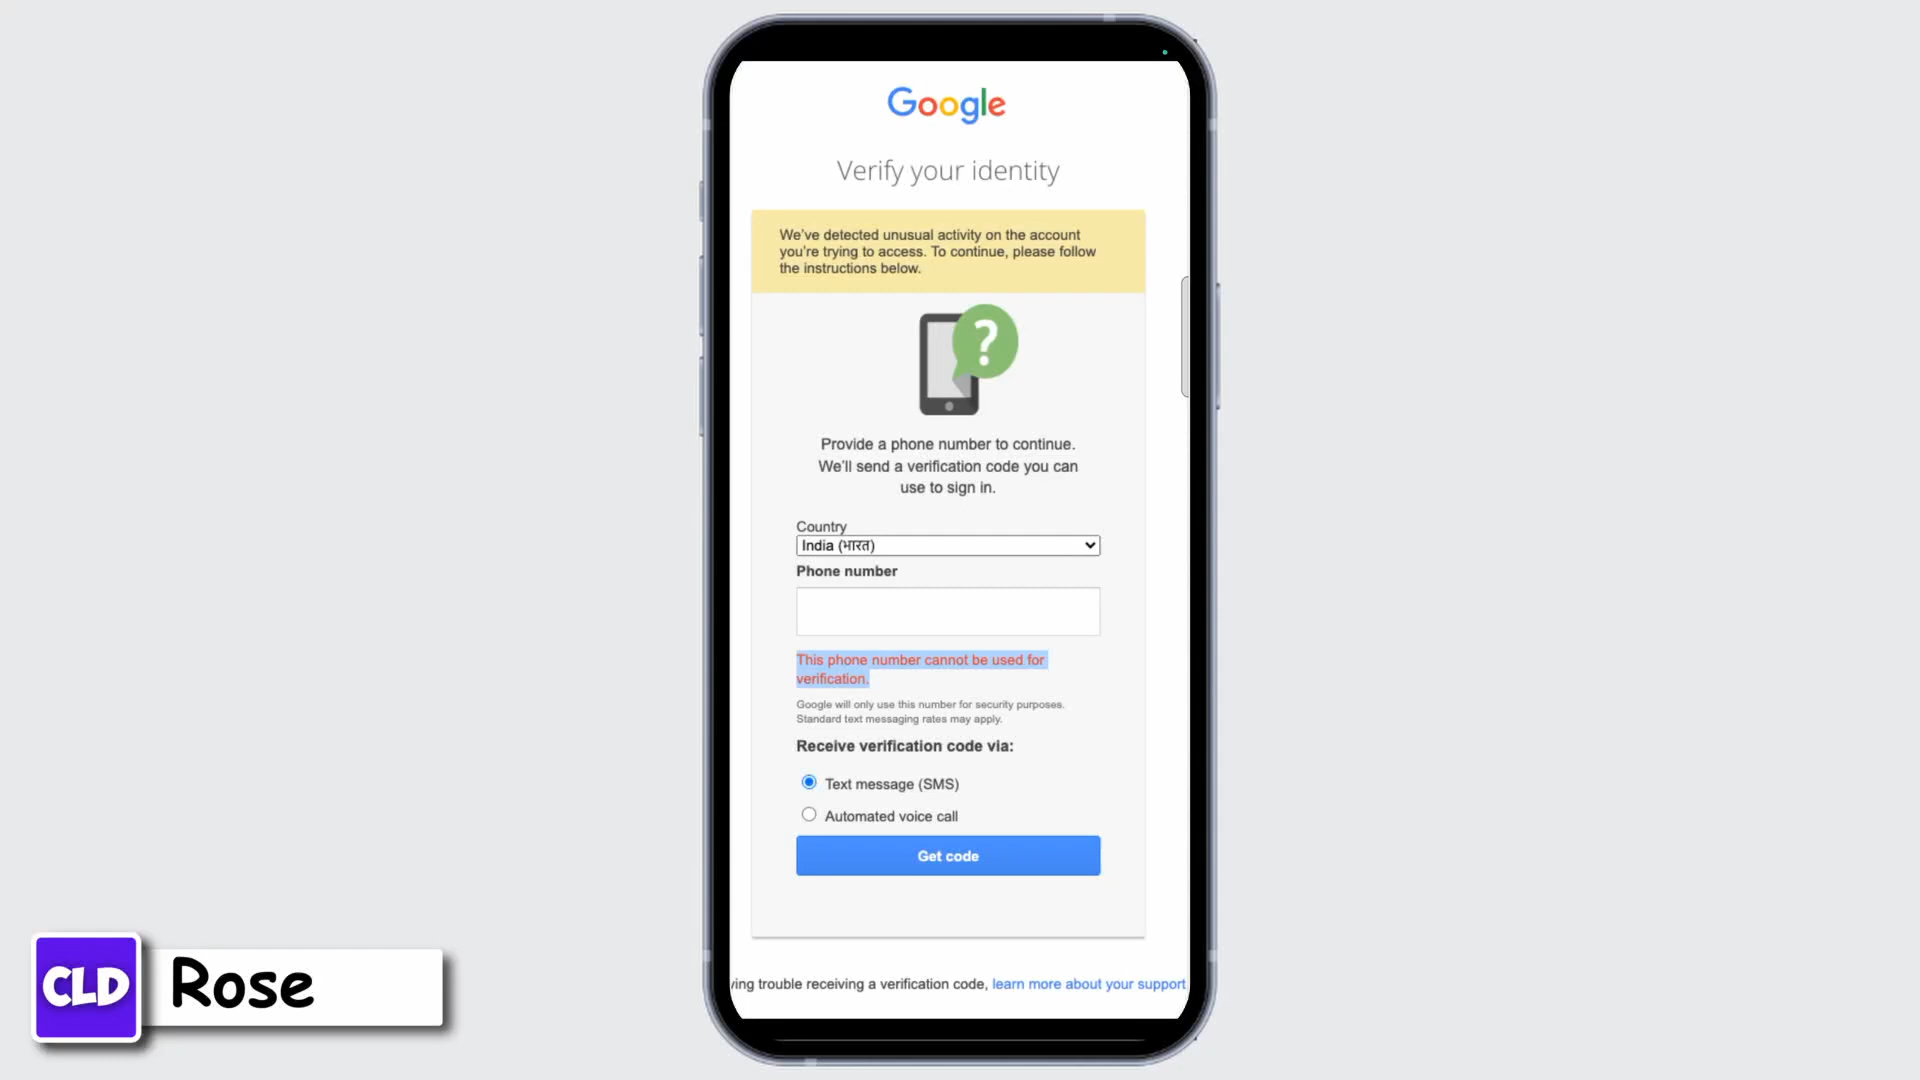 Google
Verify your identity
We've detected unusual activity on the account
you're trying to access. To continue, please follow
the instructions below.
?
Provide a phone number to continue.
We'll send a verification code you can
use to sign in.
Country
India (भारत)
Phone number
This phone number cannot be used for
verification.
Google will only use this number for security purposes.
Standard text messaging rates may apply.
Receive verification code via:
Text message (SMS)
Automated voice call
Get code
ving trouble receiving a verification code, learn more about your support
CLD Rose